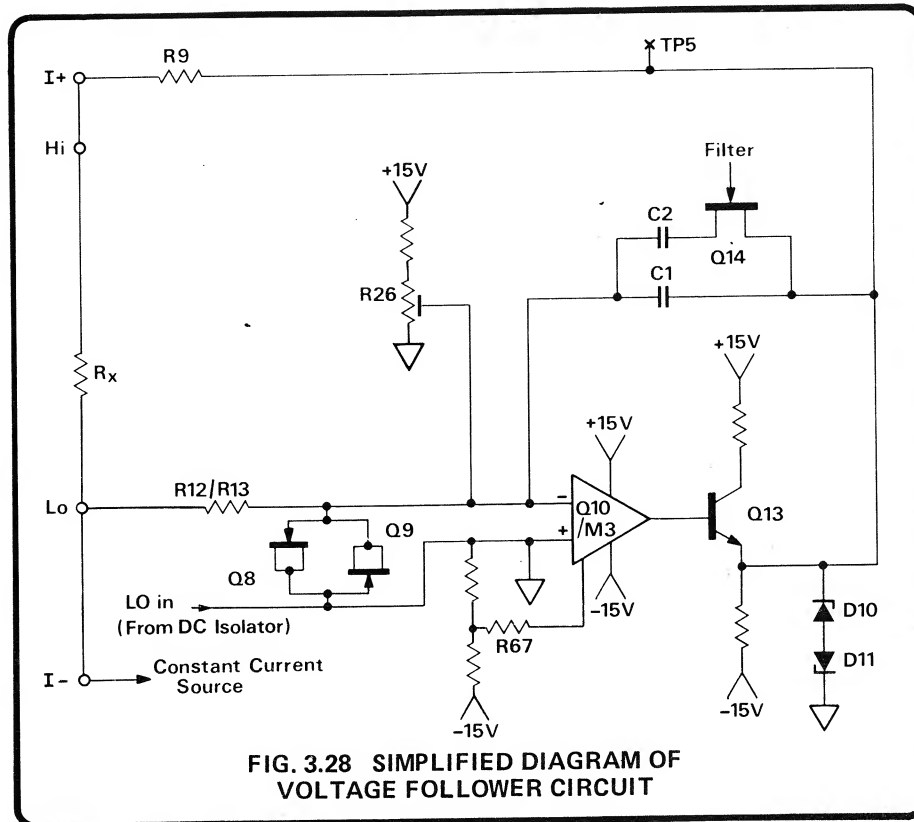 TP5
R9
I+
Hi
Filter
+15V
C2
Q14
C1
R26
+15V
Rx
+15V
R12/R13
Lo
Q10
/M3
Q13
Q9
Q8
LO in
(From DC Isolator)
-15V
D10
R67
D11
Constant Current
Source
I-
-15V
-15V
FIG. 3.28 SIMPLIFIED DIAGRAM OF
VOLTAGE FOLLOWER CIRCUIT